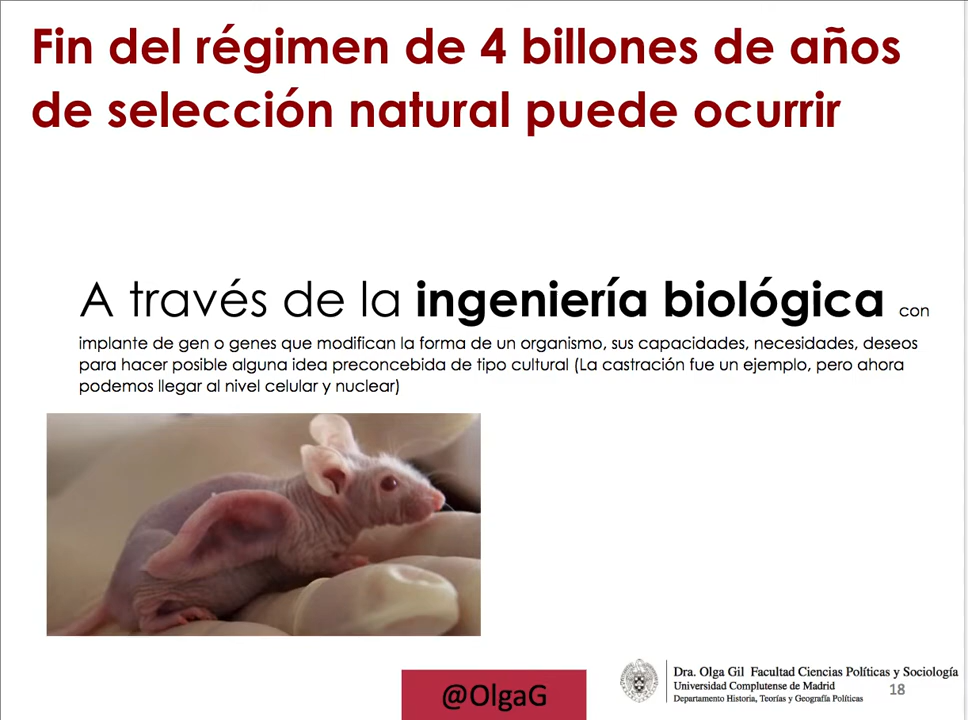 Fin del régimen de 4 billones de años
de selección natural puede ocurrir
A través de la ingeniería biológica con
implante de gen o genes que modifican la forma de un organismo, sus capacidades, necesidades, deseos
para hacer posible alguna idea preconcebida de tipo cultural (La castración fue un ejemplo, pero ahora
podemos llegar al nivel celular y nuclear)
@OlgaG
Dra. Olga Gil Facultad Ciencias Políticas y Sociología
Universidad Complutense de Madrid
Departamento Historia, Teorías y Geografía Políticas
18